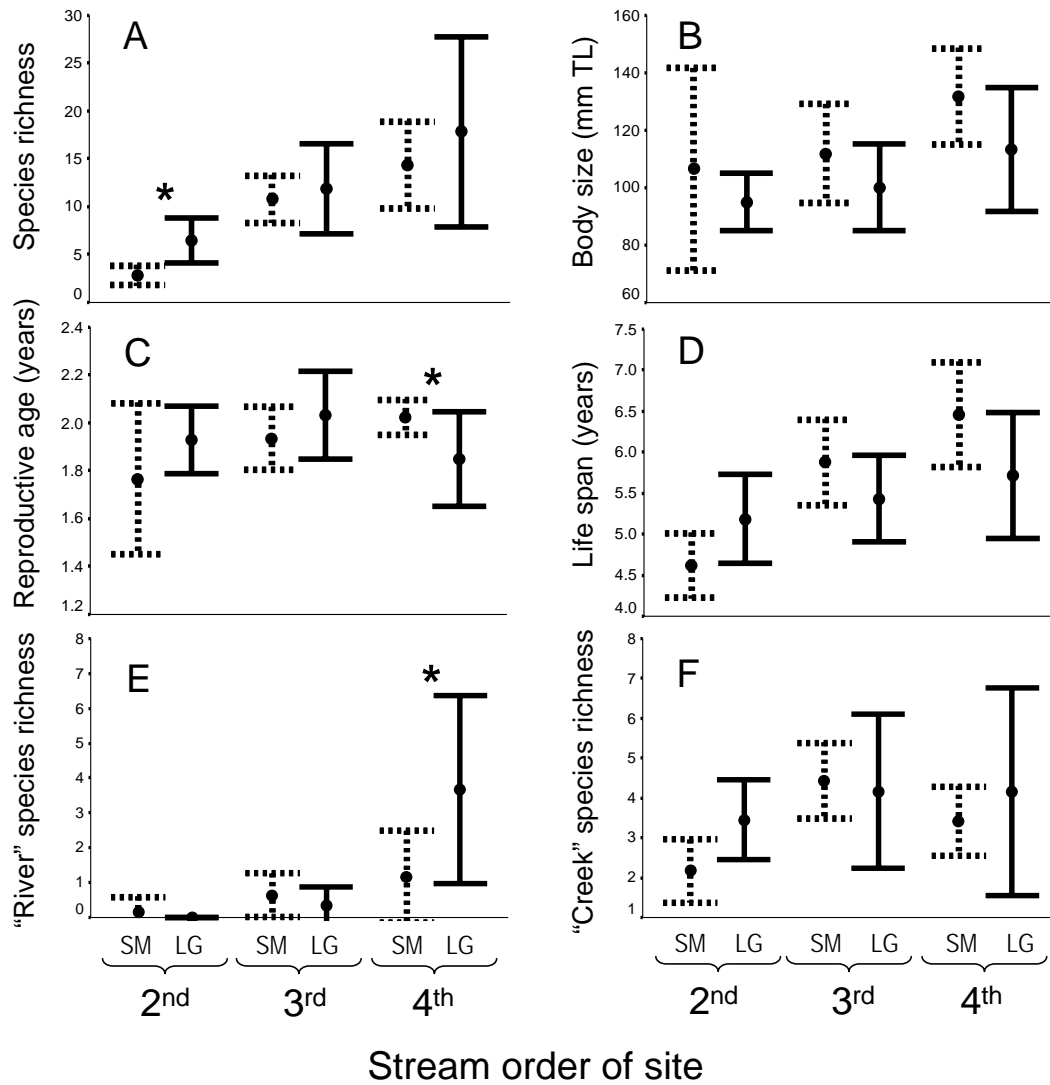 A
Species richness
30
25
20
15
10
5
0
*
B
Body size (mm TL)
160
140
120
100
80
60
C
Reproductive age (years)
2.4
2.2
2.0
1.8
1.6
1.4
1.2
*
D
Life span (years)
7.5
7.0
6.5
6.0
5.5
5.0
4.5
4.0
E
“River” species richness
8
7
6
5
4
3
2
1
0
*
F
“Creek” species richness
8
7
6
5
4
3
2
1
SM LG SM LG SM LG
2nd 3rd 4th
SM LG SM LG SM LG
2nd 3rd 4th
Stream order of site